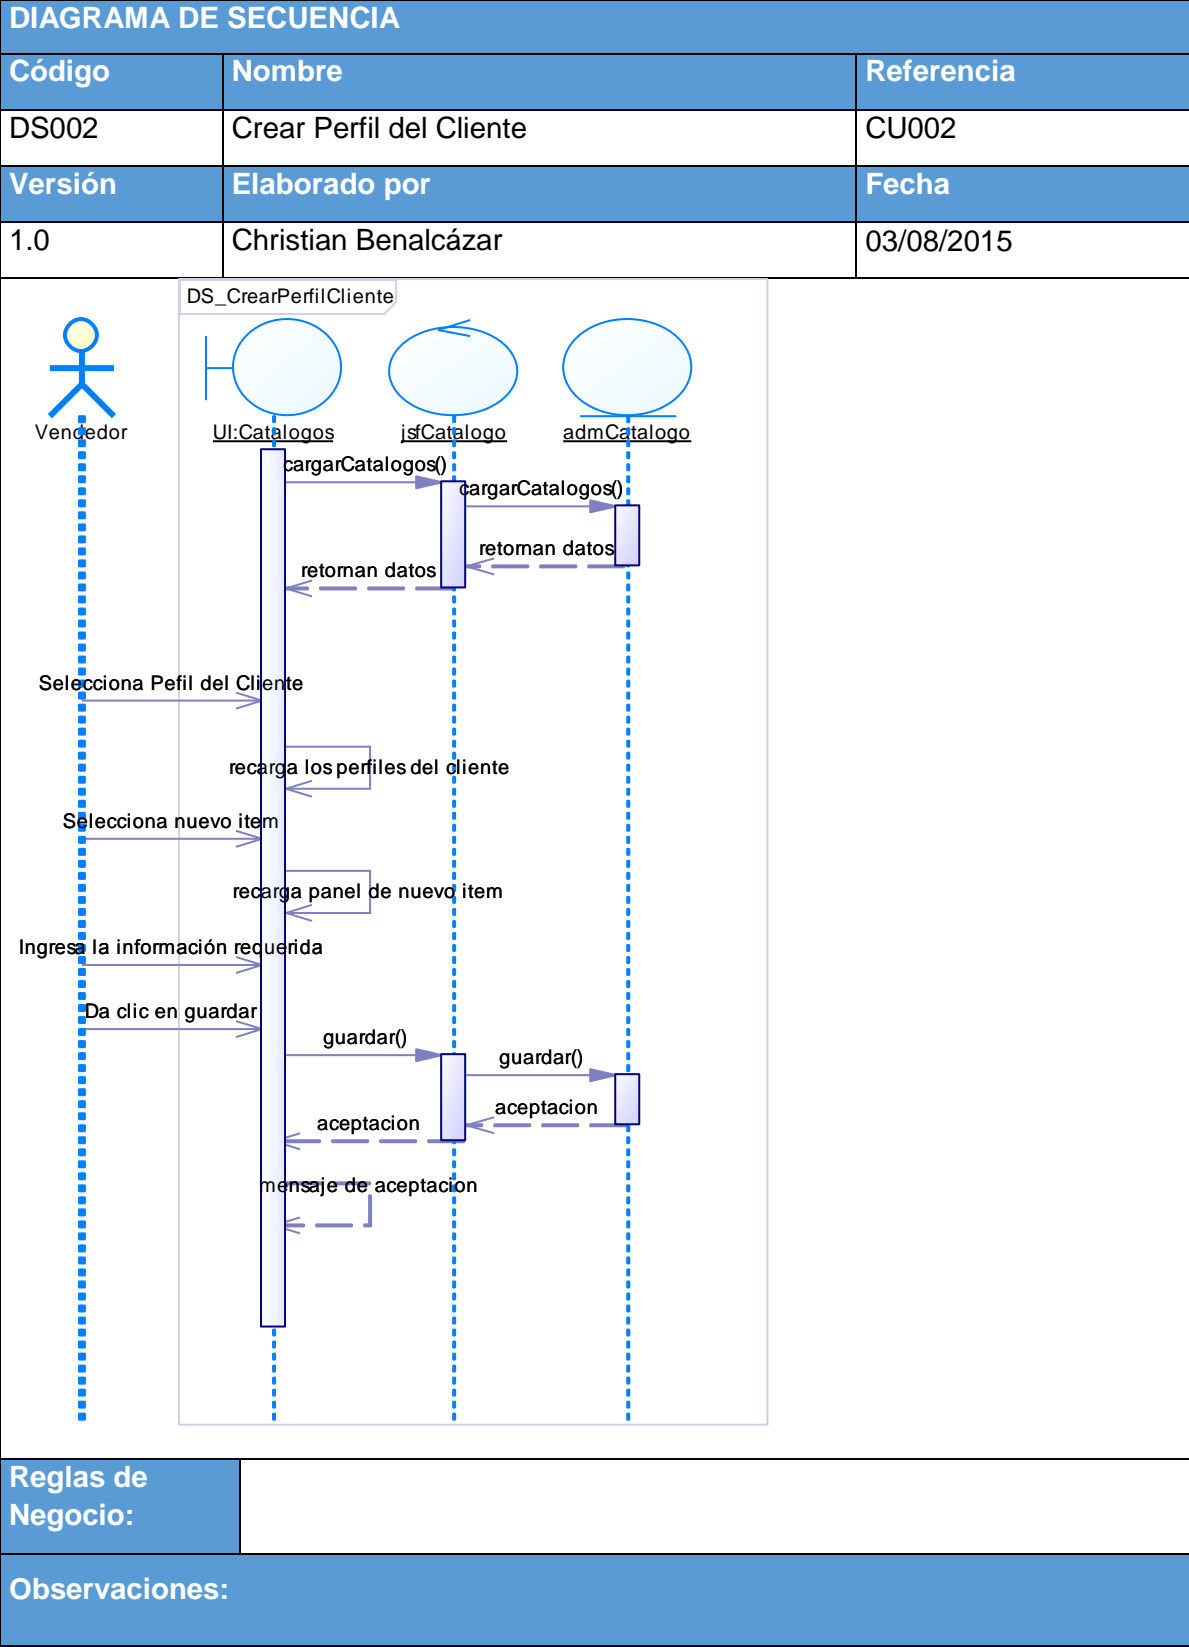 DIAGRAMA DE SECUENCIA
Código Nombre Referencia
DS002 Crear Perfil del Cliente CU002
Versión Elaborado por Fecha
1.0 Christian Benalcázar 03/08/2015
DS_CrearPerfilCliente
Vendedor UI:Catalogos jsfCatalogo admCatalogo
cargarCatalogos()
cargarCatalogos()
retornan datos
retornan datos
Selecciona Pefil del Cliente
recarga los perfiles del cliente
Selecciona nuevo item
recarga panel de nuevo item
Ingresa la información requerida
Da clic en guardar
guardar()
guardar()
aceptacion
aceptacion
mensaje de aceptacion
Reglas de
Negocio:
Observaciones: